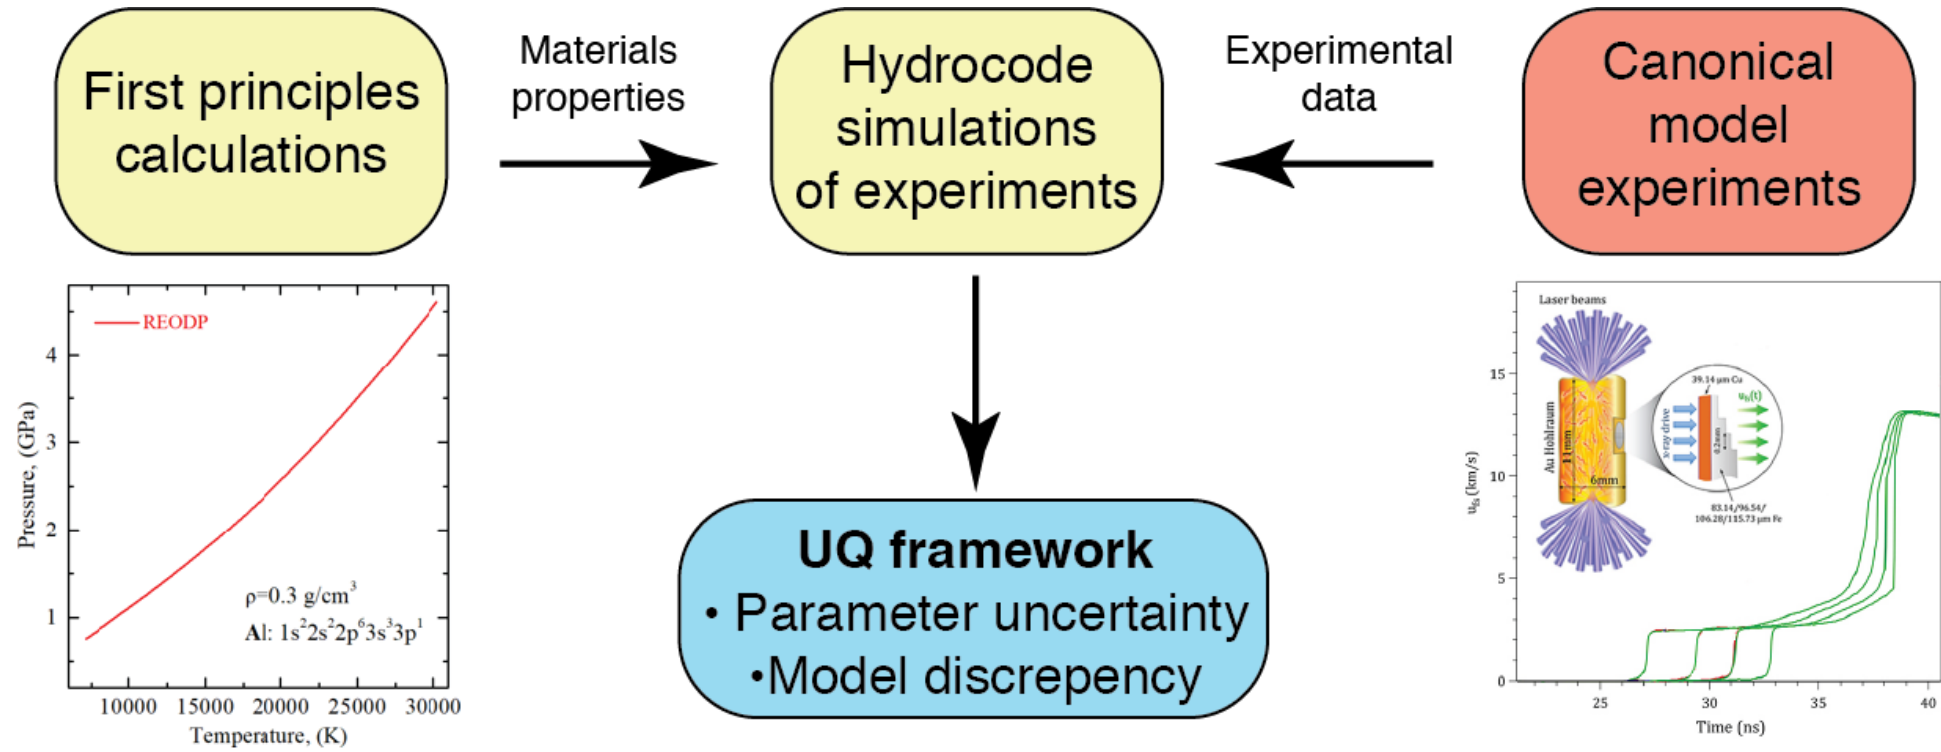 First principles
calculations
Materials
properties
Hydrocode
simulations
of experiments
Experimental
data
Canonical
model
experiments
UQ framework
• Parameter uncertainty
•Model discrepency
REODP
4
3
2
1
Pressure, (GPa)
ρ=0.3 g/cm³
Al: 1s²2s²2p⁶3s³3p¹
10000 15000 20000 25000 30000
Temperature, (K)
Laser beams
Au Hohlraum
11mm
6mm
39.14 µm Cu
x-ray drive
0.2mm
83.14/96.54/
106.28/115.73 µm Fe
15
10
5
0
25 30 35 40
Time (ns)